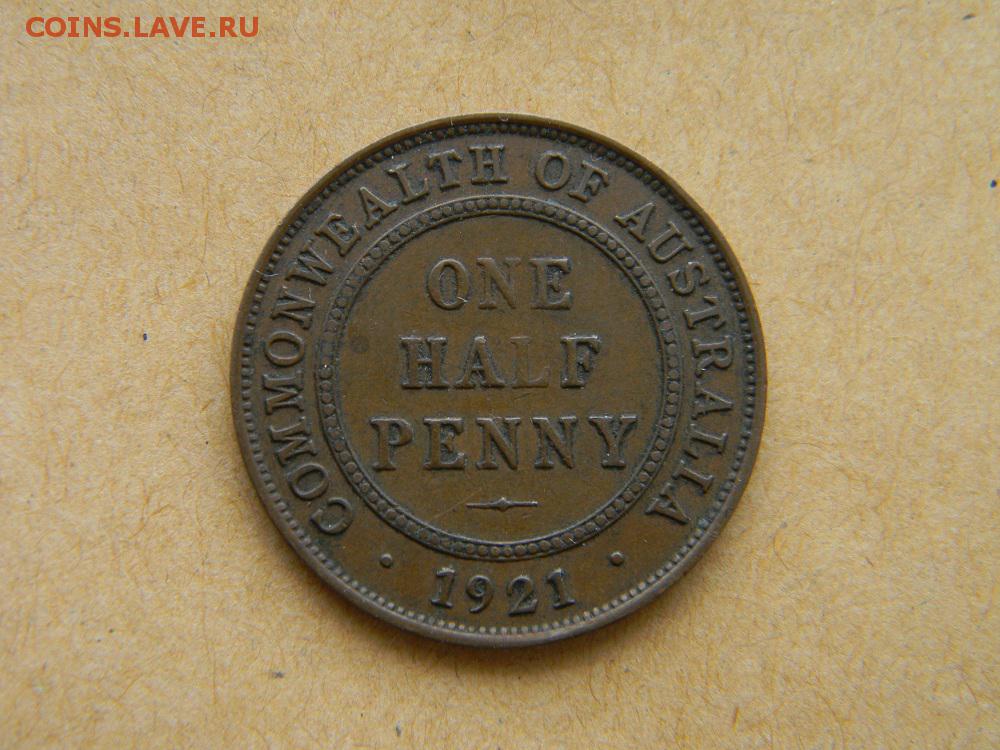 COINS.LAVE.RU
COMMONWEALTH OF AUSTRALIA
ONE
HALF
PENNY
· 1921 ·